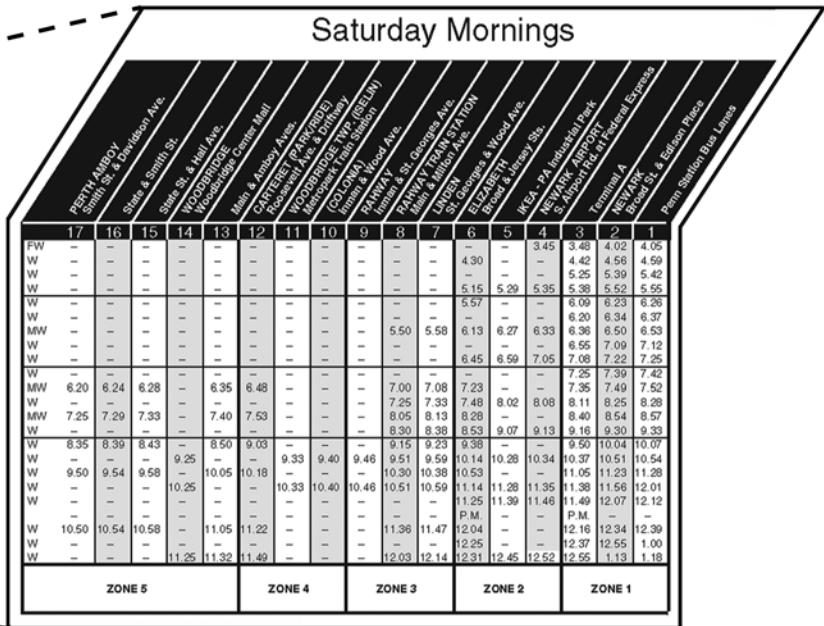 Saturday Mornings
PERTH AMBOY
Smith St. & Davidson Ave.
State & Smith St.
State St. & Hall Ave.
WOODBRIDGE
Woodbridge Center Mall
Main & Amboy Aves.
CARTERET (PARK/RIDE)
Roosevelt Ave. & Driftway
WOODBRIDGE TWP. (ISELIN)
Metropark Train Station
(COLONIA)
Inman & Wood Ave.
RAHWAY
Inman & St. Georges Ave.
RAHWAY TRAIN STATION
Main & Milton Ave.
LINDEN
St. Georges & Wood Ave.
ELIZABETH
Broad & Jersey Sts.
IKEA - PA Industrial Park
NEWARK AIRPORT
S. Airport Rd. at Federal Express
Terminal A
NEWARK
Broad St. & Edison Place
Penn Station Bus Lanes
17 16 15 14 13 12 11 10 9 8 7 6 5 4 3 2 1
FW – – – – – – – – – – – – – 3.45 3.48 4.02 4.05
W – – – – – – – – – – – 4.30 – – 4.42 4.56 4.59
W – – – – – – – – – – – – – – 5.25 5.39 5.42
W – – – – – – – – – – – 5.15 5.29 5.35 5.38 5.52 5.55
W – – – – – – – – – – – 5.57 – – 6.09 6.23 6.26
W – – – – – – – – – – – – – – 6.20 6.34 6.37
MW – – – – – – – – – 5.50 5.58 6.13 6.27 6.33 6.36 6.50 6.53
W – – – – – – – – – – – – – – 6.55 7.09 7.12
W – – – – – – – – – – – 6.45 6.59 7.05 7.08 7.22 7.25
W – – – – – – – – – – – – – – 7.25 7.39 7.42
MW 6.20 6.24 6.28 – 6.35 6.48 – – – 7.00 7.08 7.23 – – 7.35 7.49 7.52
W – – – – – – – – – 7.25 7.33 7.48 8.02 8.08 8.11 8.25 8.28
MW 7.25 7.29 7.33 – 7.40 7.53 – – – 8.05 8.13 8.28 – – 8.40 8.54 8.57
W – – – – – – – – – 8.30 8.38 8.53 9.07 9.13 9.16 9.30 9.33
W 8.35 8.39 8.43 – 8.50 9.03 – – – 9.15 9.23 9.38 – – 9.50 10.04 10.07
W – – – 9.25 – – 9.33 9.40 9.46 9.51 9.59 10.14 10.28 10.34 10.37 10.51 10.54
W 9.50 9.54 9.58 – 10.05 10.18 – – – 10.30 10.38 10.53 – – 11.05 11.23 11.28
W – – – 10.25 – – 10.33 10.40 10.46 10.51 10.59 11.14 11.28 11.35 11.38 11.56 12.01
W – – – – – – – – – – – 11.25 11.39 11.46 11.49 12.07 12.12
– – – – – – – – – – – P.M. – – P.M. – –
W 10.50 10.54 10.58 – 11.05 11.22 – – – 11.36 11.47 12.04 – – 12.16 12.34 12.39
W – – – – – – – – – – – 12.25 – – 12.37 12.55 1.00
W – – – 11.25 11.32 11.49 – – – 12.03 12.14 12.31 12.45 12.52 12.55 1.13 1.18
ZONE 5 ZONE 4 ZONE 3 ZONE 2 ZONE 1